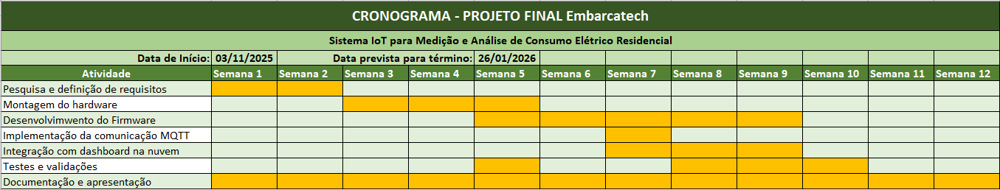 CRONOGRAMA - PROJETO FINAL Embarcatech
Sistema IoT para Medição e Análise de Consumo Elétrico Residencial
Data de Início: 03/11/2025 Data prevista para término: 26/01/2026
Atividade Semana 1 Semana 2 Semana 3 Semana 4 Semana 5 Semana 6 Semana 7 Semana 8 Semana 9 Semana 10 Semana 11 Semana 12
Pesquisa e definição de requisitos
Montagem do hardware
Desenvolvimwento do Firmware
Implementação da comunicação MQTT
Integração com dashboard na nuvem
Testes e validações
Documentação e apresentação